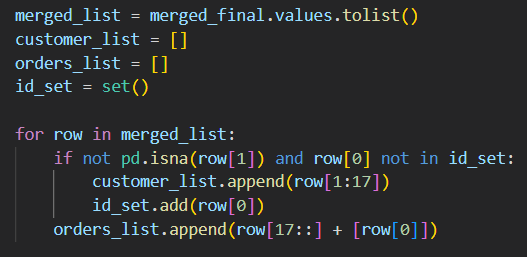 merged_list = merged_final.values.tolist()
customer_list = []
orders_list = []
id_set = set()

for row in merged_list:
    if not pd.isna(row[1]) and row[0] not in id_set:
        customer_list.append(row[1:17])
        id_set.add(row[0])
    orders_list.append(row[17::] + [row[0]])